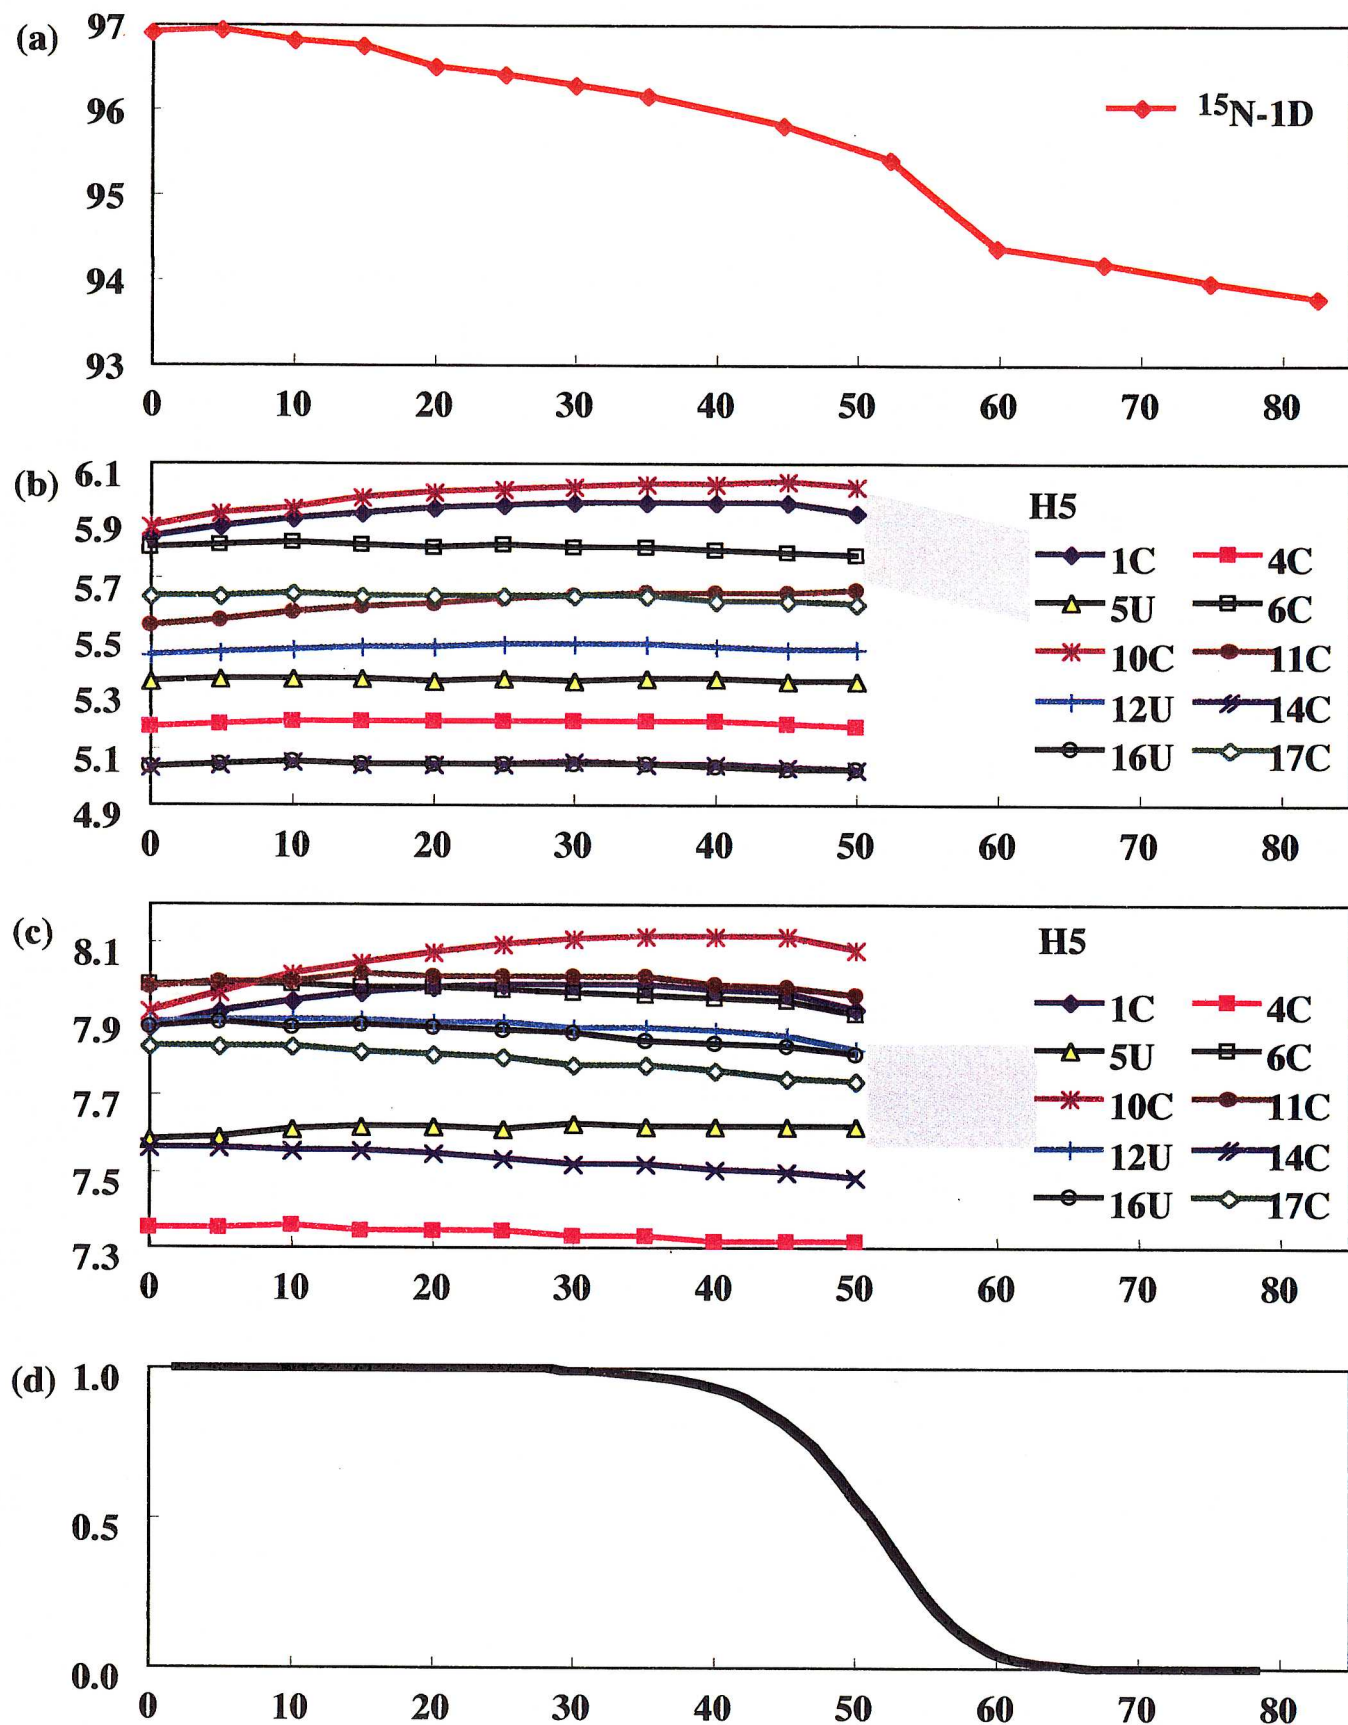 (a)
97
96
95
94
93
¹⁵N-1D
0 10 20 30 40 50 60 70 80
(b)
6.1
5.9
5.7
5.5
5.3
5.1
4.9
H5
1C 4C
5U 6C
10C 11C
12U 14C
16U 17C
0 10 20 30 40 50 60 70 80
(c)
8.1
7.9
7.7
7.5
7.3
H5
1C 4C
5U 6C
10C 11C
12U 14C
16U 17C
0 10 20 30 40 50 60 70 80
(d)
1.0
0.5
0.0
0 10 20 30 40 50 60 70 80